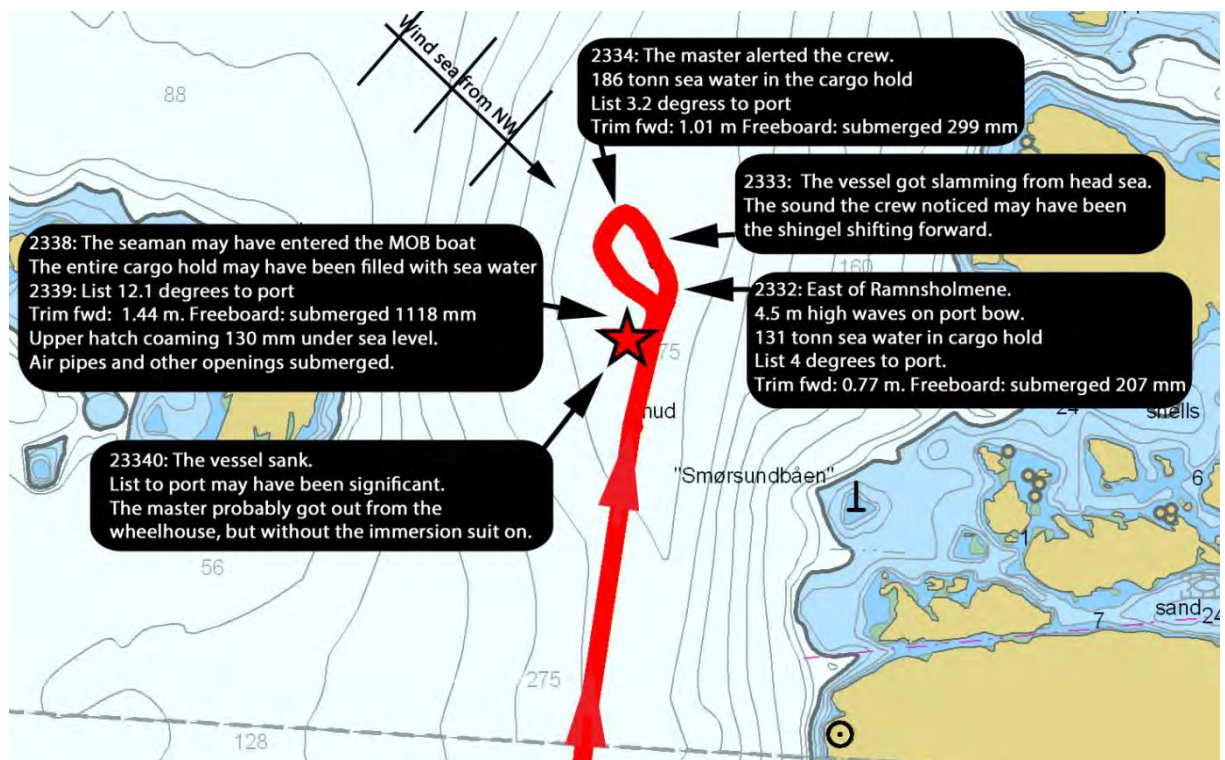 88
Wind sea from NW
2334: The master alerted the crew.
186 tonn sea water in the cargo hold
List 3.2 degress to port
Trim fwd: 1.01 m Freeboard: submerged 299 mm
2333:  The vessel got slamming from head sea.
The sound the crew noticed may have been
the shingel shifting forward.
2338: The seaman may have entered the MOB boat
The entire cargo hold may have been filled with sea water
2339: List 12.1 degrees to port
Trim fwd:  1.44 m. Freeboard: submerged 1118 mm
Upper hatch coaming 130 mm under sea level.
Air pipes and other openings submerged.
160
2332: East of Ramnsholmene.
4.5 m high waves on port bow.
131 tonn sea water in cargo hold
List 4 degrees to port.
Trim fwd: 0.77 m. Freeboard: submerged 207 mm
75
24
shells
23340: The vessel sank.
List to port may have been significant.
The master probably got out from the
wheelhouse, but without the immersion suit on.
"Smørsundbåen"
6
1
56
7
sand
24
275
128